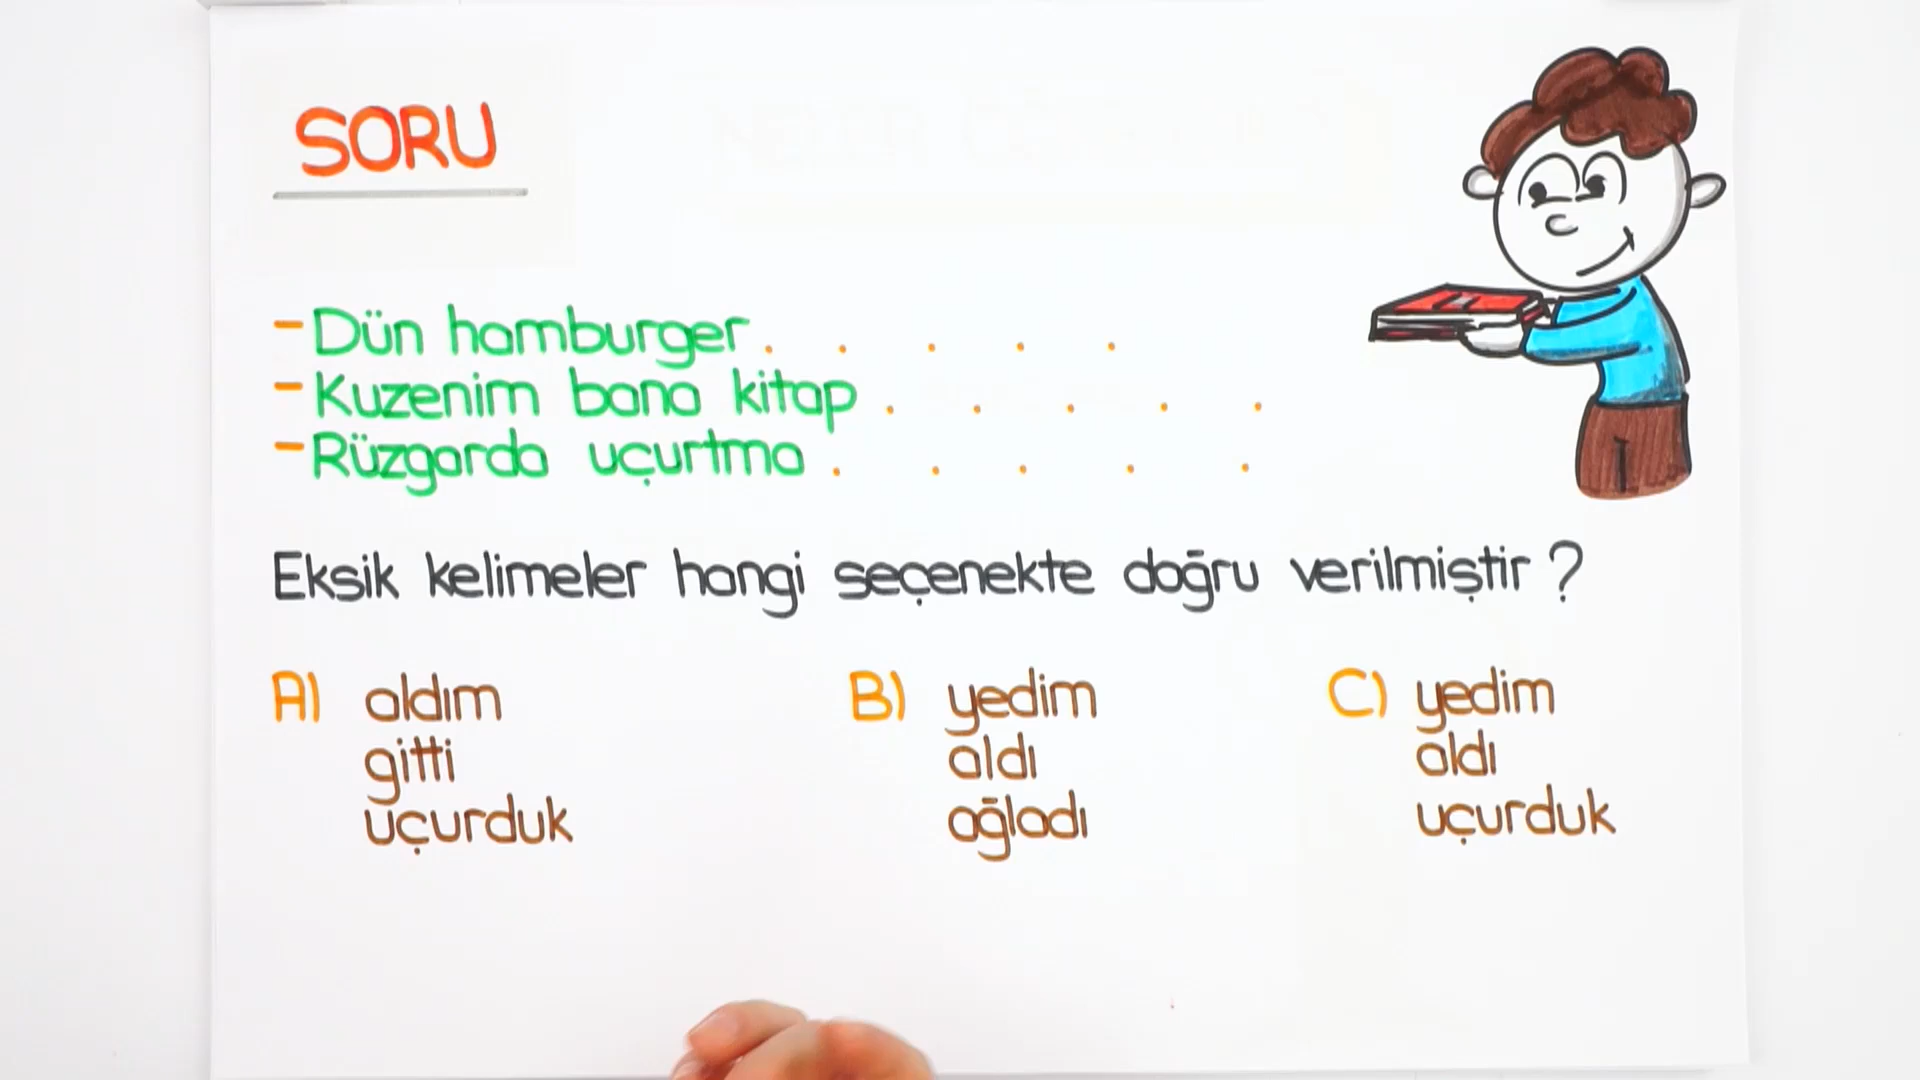 SORU
- Dün hamburger . . . . .
- Kuzenim bana kitap . . . . .
- Rüzgarda uçurtma . . . . .
Eksik kelimeler hangi seçenekte doğru verilmiştir ?
A) aldım
gitti
uçurduk
B) yedim
aldı
ağladı
C) yedim
aldı
uçurduk